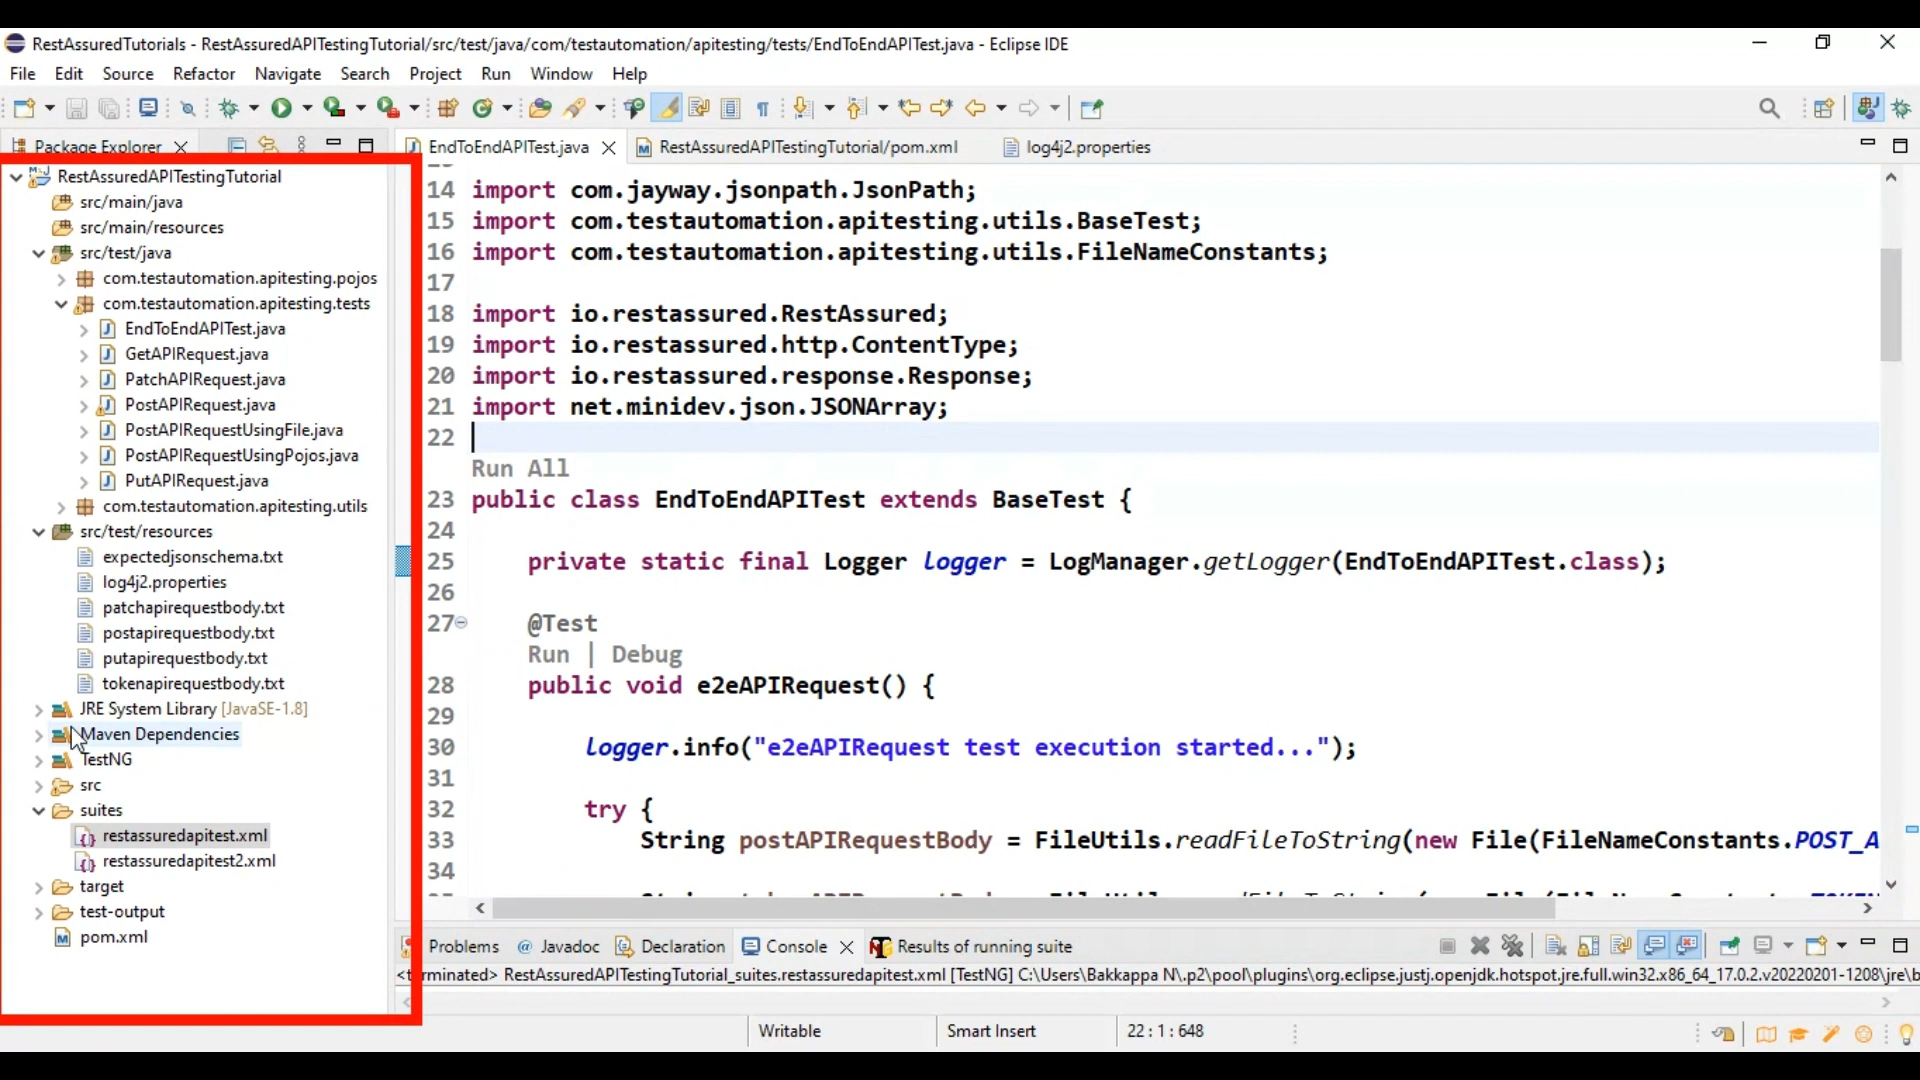 RestAssuredTutorials - RestAssuredAPITestingTutorial/src/test/java/com/testautomation/apitesting/tests/EndToEndAPITest.java - Eclipse IDE
File Edit Source Refactor Navigate Search Project Run Window Help
Package Explorer
EndToEndAPITest.java
RestAssuredAPITestingTutorial/pom.xml
log4j2.properties
RestAssuredAPITestingTutorial
src/main/java
src/main/resources
src/test/java
com.testautomation.apitesting.pojos
com.testautomation.apitesting.tests
EndToEndAPITest.java
GetAPIRequest.java
PatchAPIRequest.java
PostAPIRequest.java
PostAPIRequestUsingFile.java
PostAPIRequestUsingPojos.java
PutAPIRequest.java
com.testautomation.apitesting.utils
src/test/resources
expectedjsonschema.txt
log4j2.properties
patchapirequestbody.txt
postapirequestbody.txt
putapirequestbody.txt
tokenapirequestbody.txt
JRE System Library [JavaSE-1.8]
Maven Dependencies
TestNG
src
suites
restassuredapitest.xml
restassuredapitest2.xml
target
test-output
pom.xml
14 import com.jayway.jsonpath.JsonPath;
15 import com.testautomation.apitesting.utils.BaseTest;
16 import com.testautomation.apitesting.utils.FileNameConstants;
17
18 import io.restassured.RestAssured;
19 import io.restassured.http.ContentType;
20 import io.restassured.response.Response;
21 import net.minidev.json.JSONArray;
22
Run All
23 public class EndToEndAPITest extends BaseTest {
24
25 private static final Logger logger = LogManager.getLogger(EndToEndAPITest.class);
26
27 @Test
Run | Debug
28 public void e2eAPIRequest() {
29
30 logger.info("e2eAPIRequest test execution started...");
31
32 try {
33 String postAPIRequestBody = FileUtils.readFileToString(new File(FileNameConstants.POST_A
34
Problems @ Javadoc Declaration Console Results of running suite
RestAssuredAPITestingTutorial_suites.restassuredapitest.xml [TestNG] C:\Users\Bakkappa N\.p2\pool\plugins\org.eclipse.justj.openjdk.hotspot.jre.full.win32.x86_64_17.0.2.v20220201-1208\jre\b
Writable
Smart Insert
22 : 1 : 648